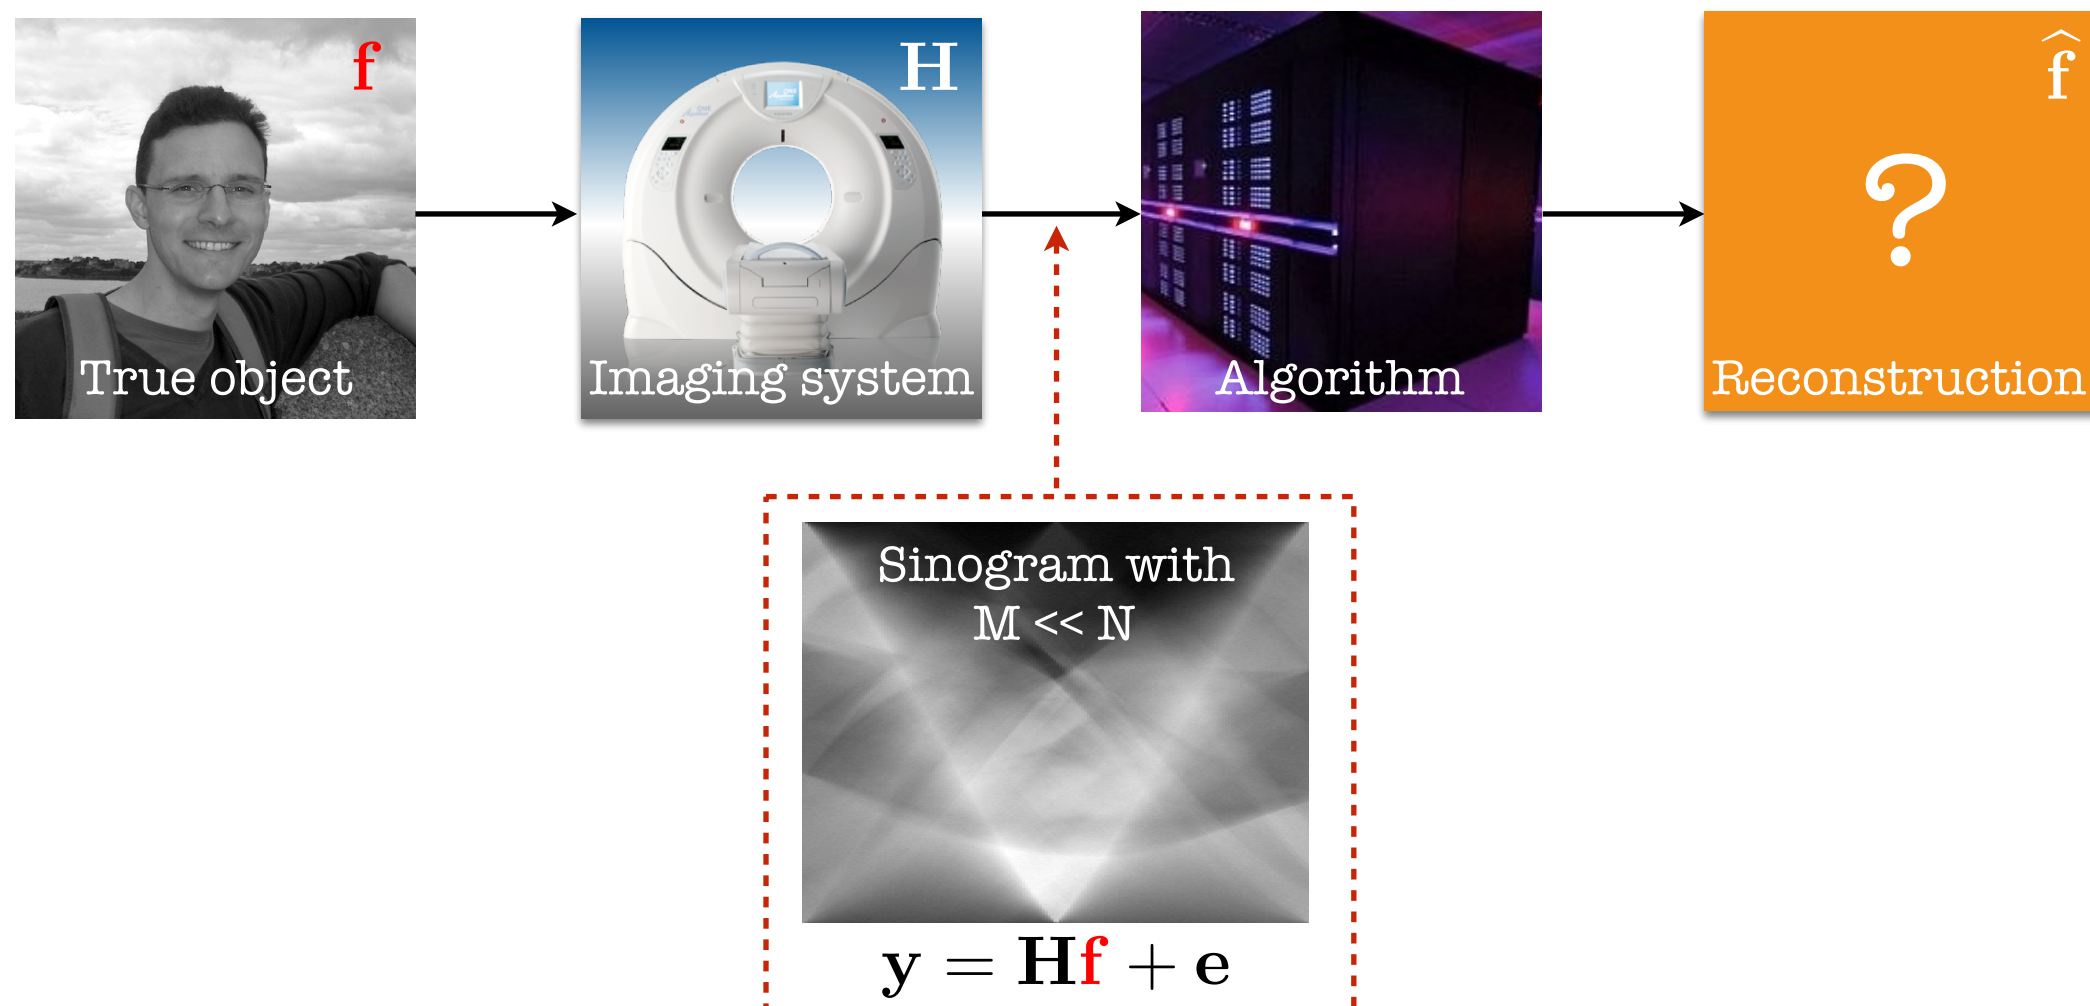 f
True object
H
Imaging system
Algorithm
f̂
?
Reconstruction
Sinogram with
M << N
y = Hf + e